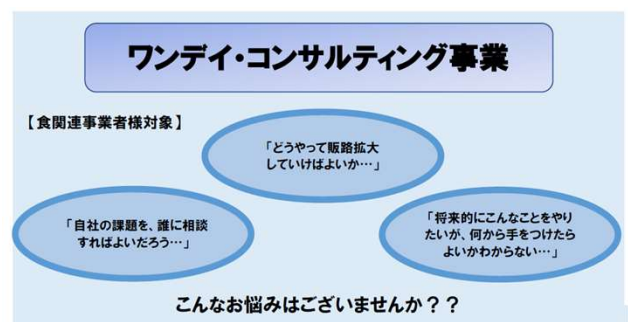 ワンデイ・コンサルティング事業
【食関連事業者様対象】
「どうやって販路拡大
していけばよいか…」
「自社の課題を、誰に相談
すればよいだろう…」
「将来的にこんなことをやり
たいが、何から手をつけたら
よいかわからない…」
こんなお悩みはございませんか？？